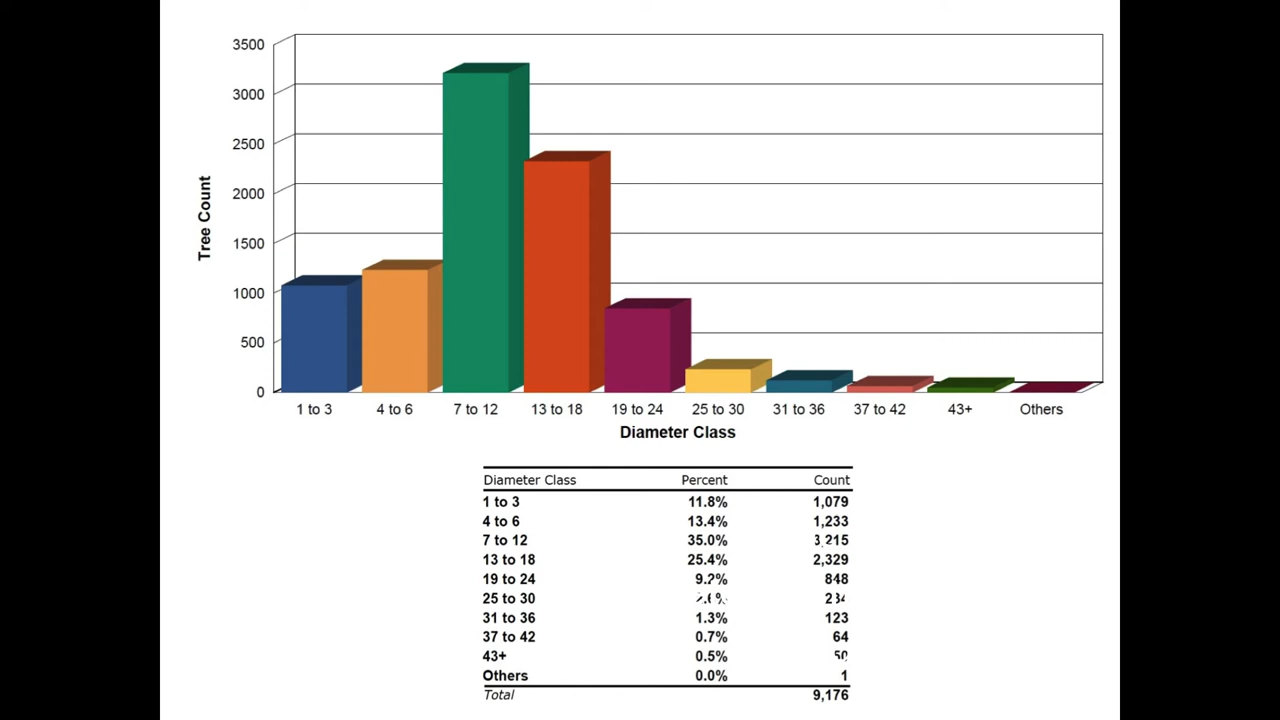 3500
3000
2500
2000
1500
1000
500
0
Tree Count
1 to 3 4 to 6 7 to 12 13 to 18 19 to 24 25 to 30 31 to 36 37 to 42 43+ Others
Diameter Class
Diameter Class Percent Count
1 to 3 11.8% 1,079
4 to 6 13.4% 1,233
7 to 12 35.0% 3,215
13 to 18 25.4% 2,329
19 to 24 9.2% 848
25 to 30 2.6% 234
31 to 36 1.3% 123
37 to 42 0.7% 64
43+ 0.5% 50
Others 0.0% 1
Total 9,176